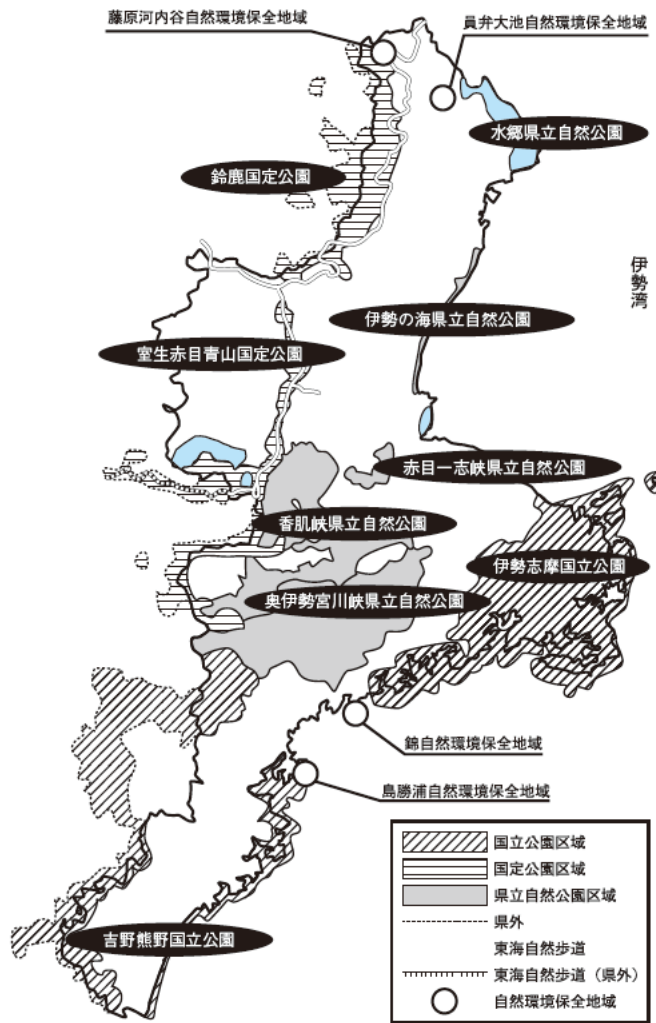 藤原河内谷自然環境保全地域
員弁大池自然環境保全地域
水郷県立自然公園
鈴鹿国定公園
伊勢湾
伊勢の海県立自然公園
室生赤目青山国定公園
赤目一志峡県立自然公園
香肌峡県立自然公園
伊勢志摩国立公園
奥伊勢宮川峡県立自然公園
錦自然環境保全地域
島勝浦自然環境保全地域
吉野熊野国立公園
国立公園区域
国定公園区域
県立自然公園区域
県外
東海自然歩道
東海自然歩道（県外）
自然環境保全地域